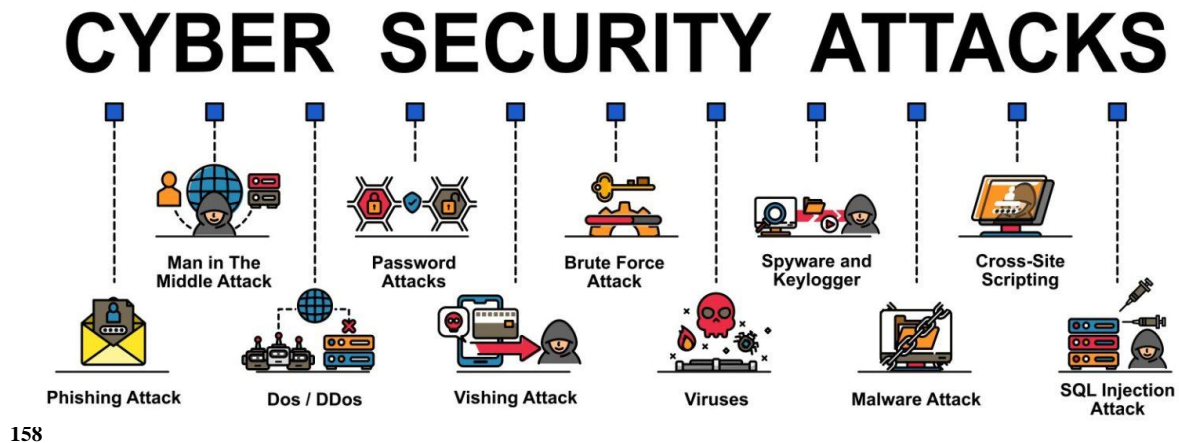 CYBER SECURITY ATTACKS
Man in The
Middle Attack
Password
Attacks
Brute Force
Attack
Spyware and
Keylogger
Cross-Site
Scripting
Phishing Attack
Dos / DDos
Vishing Attack
Viruses
Malware Attack
SQL Injection
Attack
158